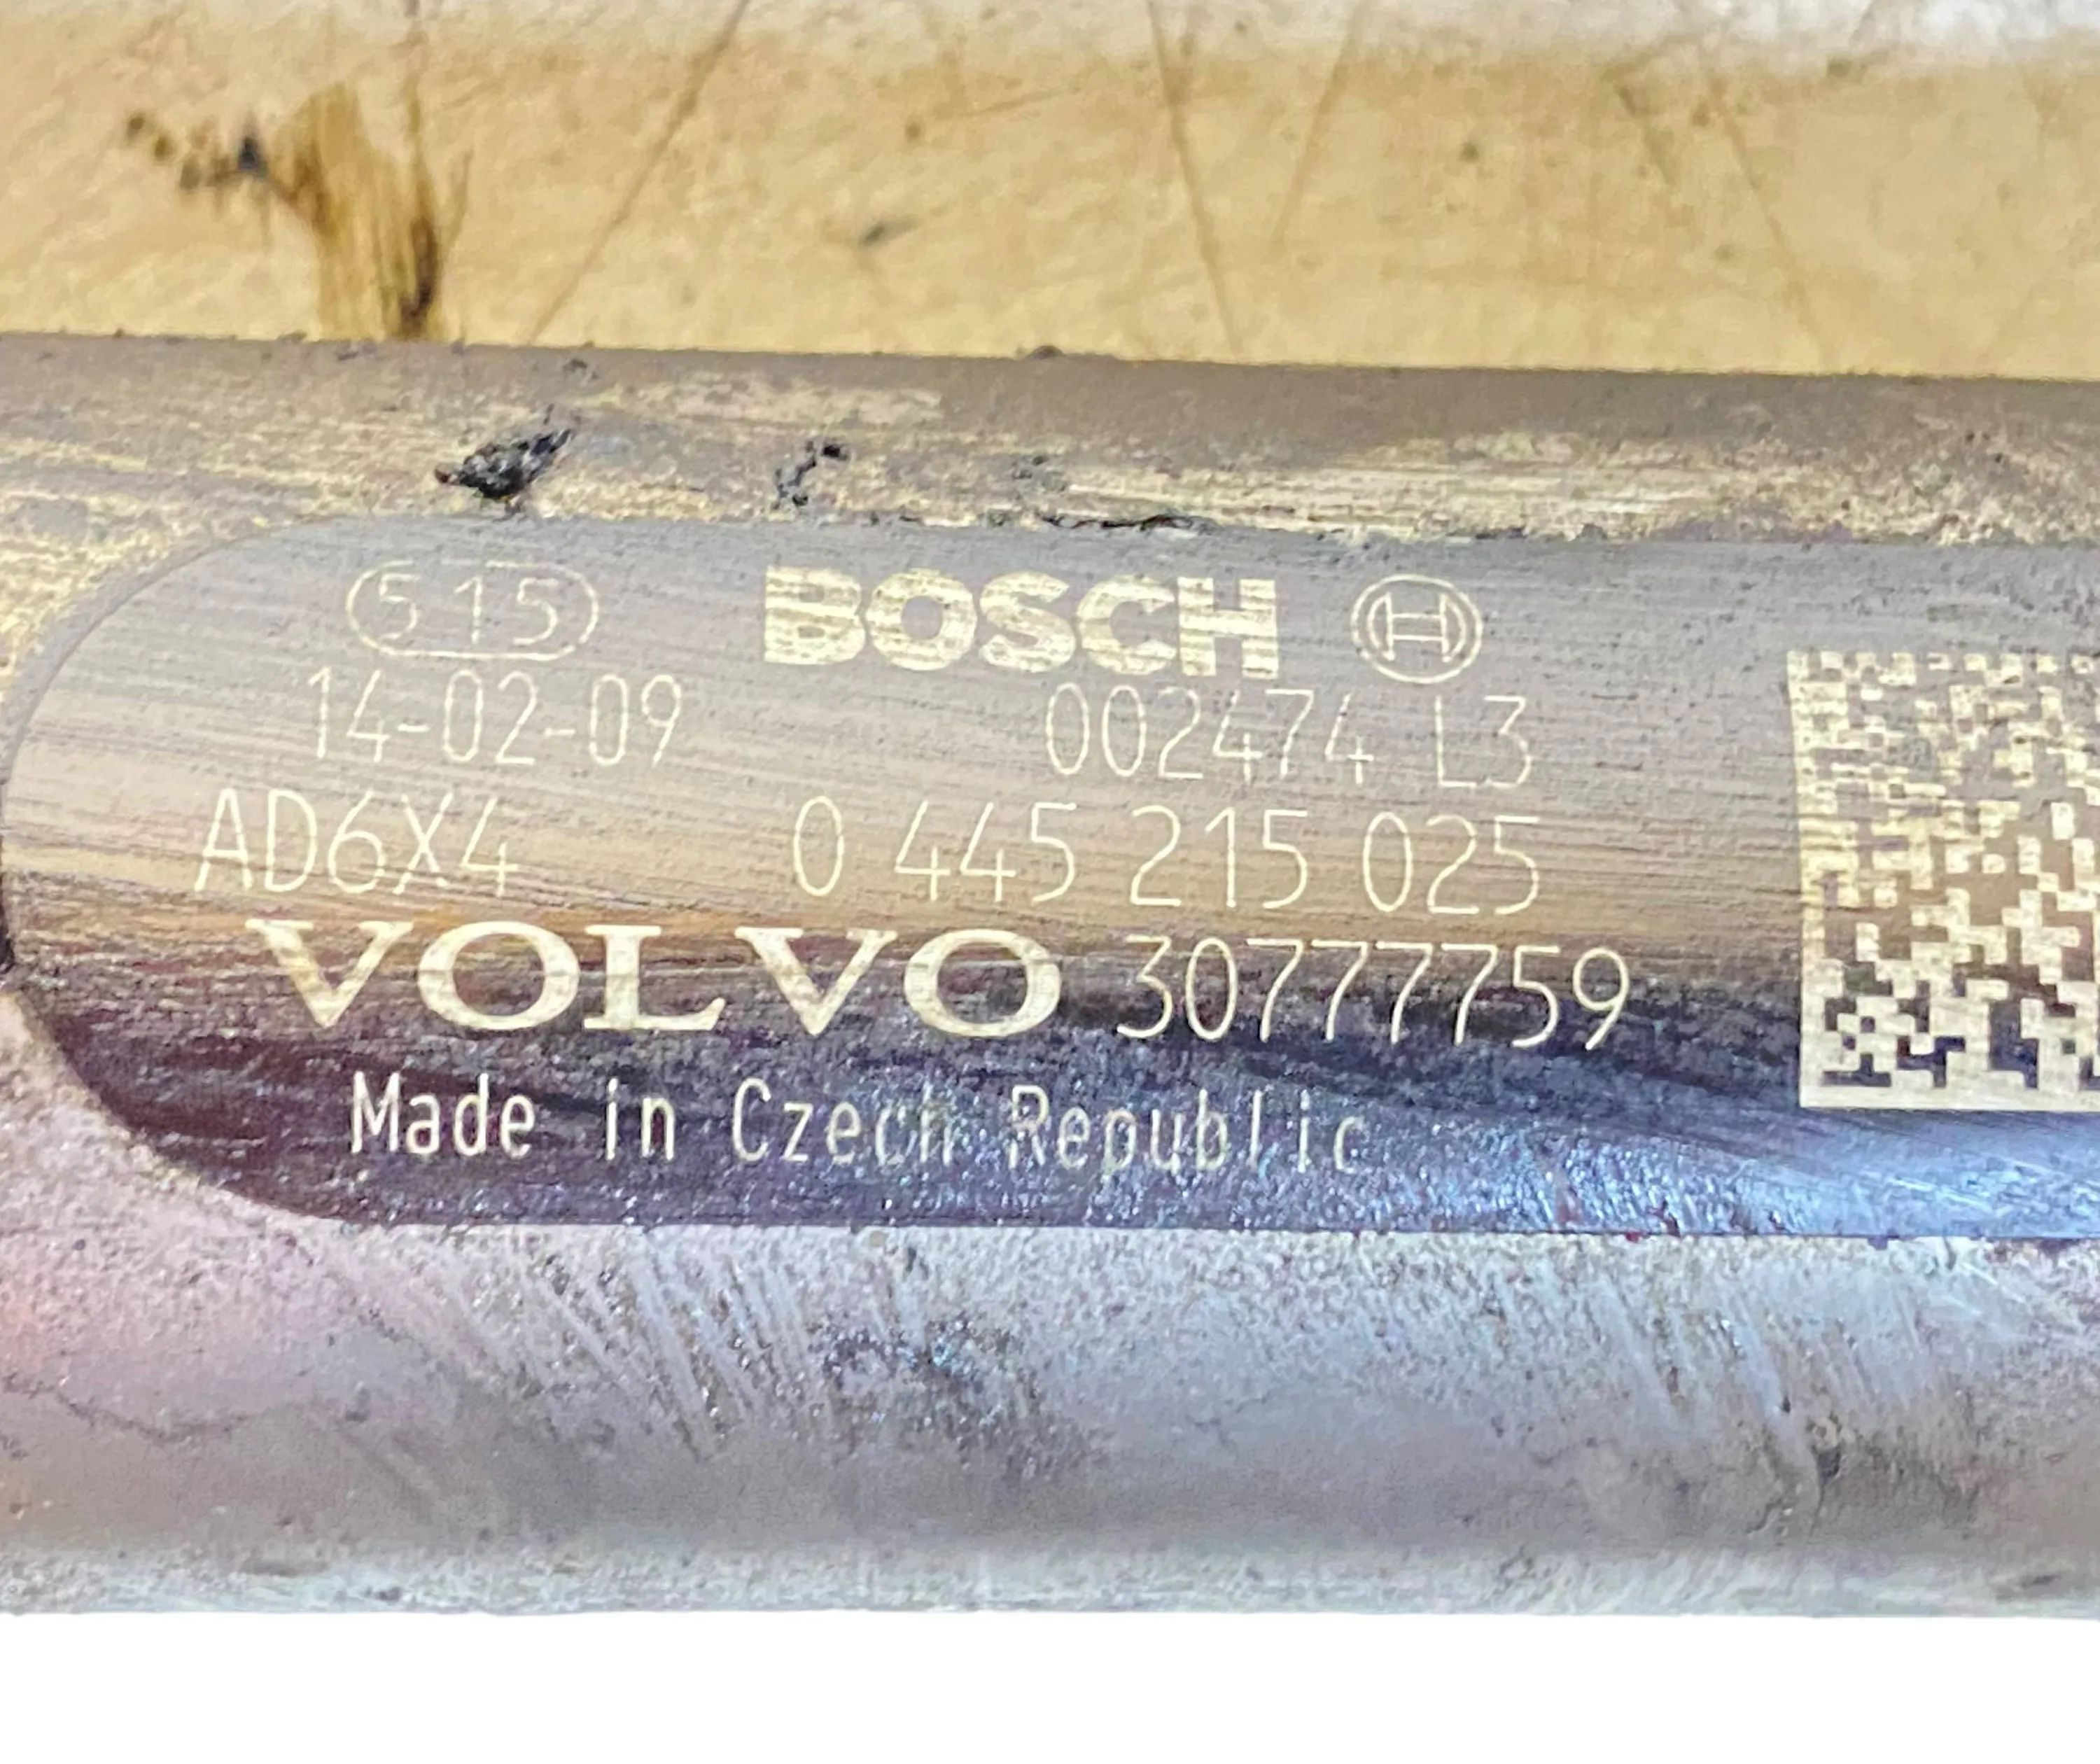 515 BOSCH
14-02-09 002474 L3
AD6X4 0 445 215 025
VOLVO 30777759
Made in Czech Republic